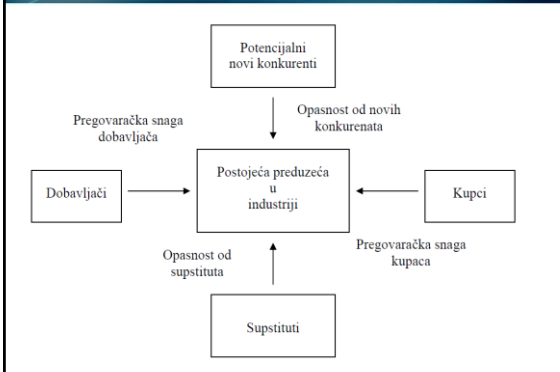 Potencijalni
novi konkurenti
Opasnost od novih
konkurenata
Pregovaračka snaga
dobavljača
Dobavljači
Postojeća preduzeća
u
industriji
Kupci
Pregovaračka snaga
kupaca
Opasnost od
supstituta
Supstituti